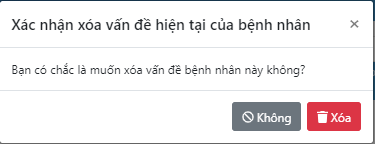 Xác nhận xóa vấn đề hiện tại của bệnh nhân
×
Bạn có chắc là muốn xóa vấn đề bệnh nhân này không?
Không
Xóa